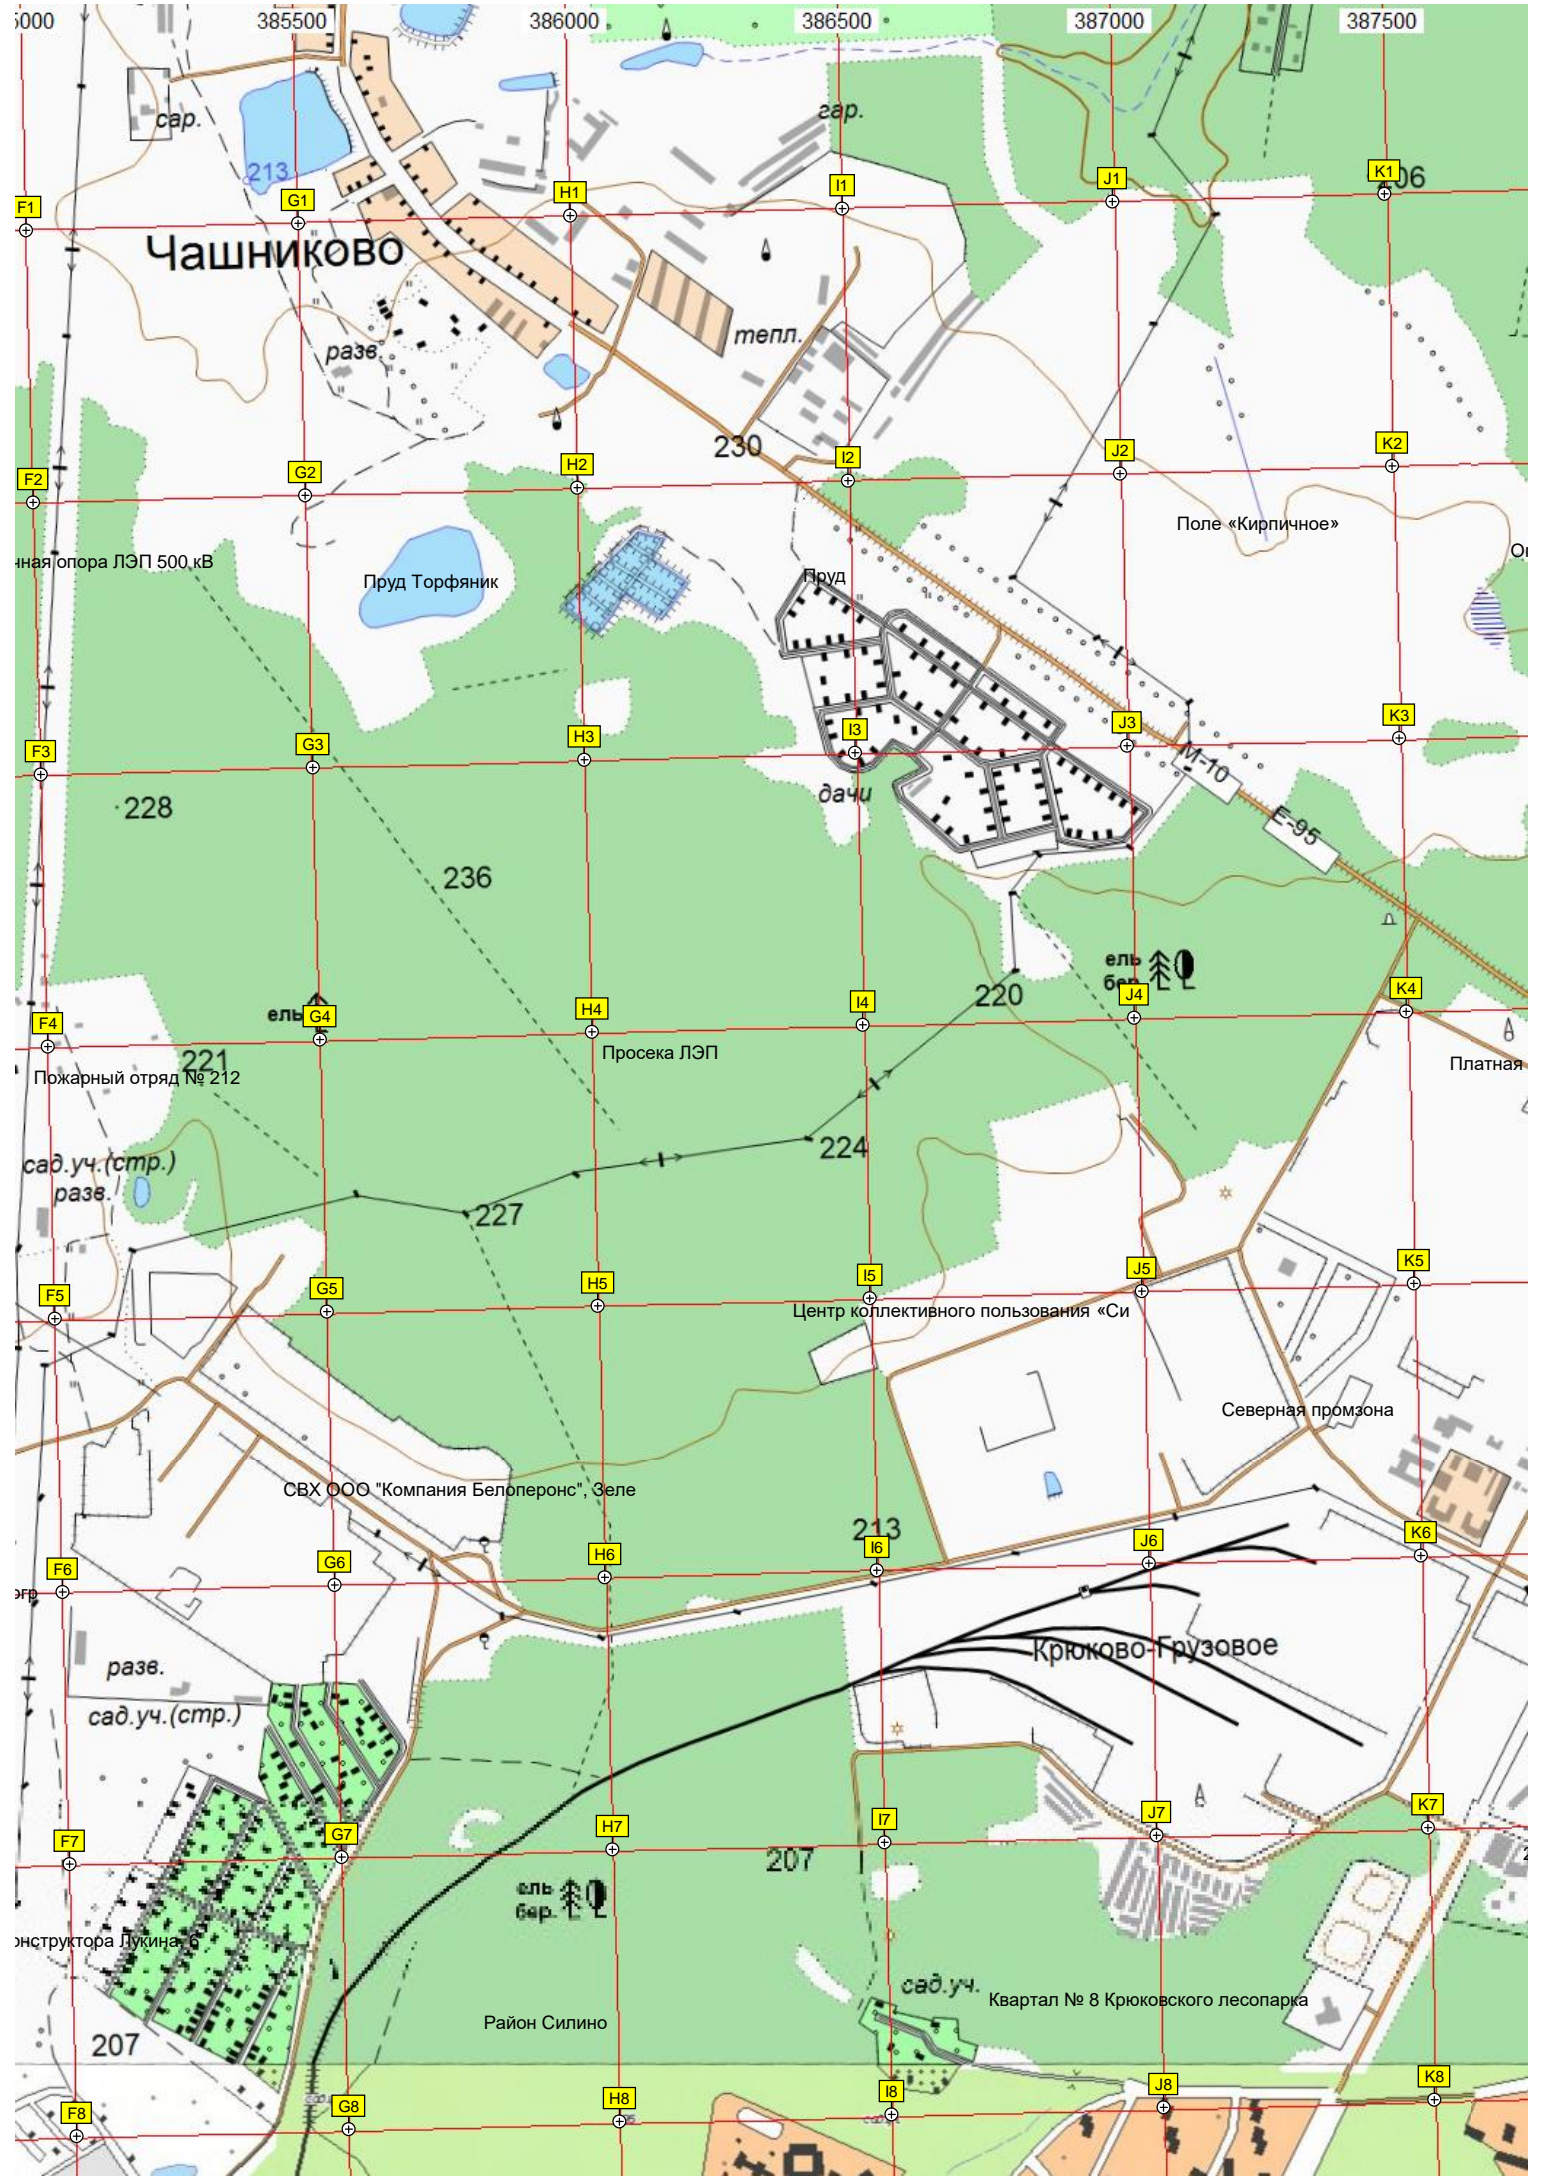 5000 385500 386000 386500 387000 387500
сар.
гар.
213
F1 G1 H1 I1 J1 K1
206
Чашниково
тепл.
разв.
230
F2 G2 H2 I2 J2 K2
Поле «Кирпичное»
чная опора ЛЭП 500 кВ
Пруд Торфяник
Пруд
F3 G3 H3 I3 J3 K3
М-10
дачи
228
Е-95
236
ель
бер.
220
ель
F4 G4 H4 I4 J4 K4
Просека ЛЭП
221
Платная
Пожарный отряд № 212
224
сад.уч.(стр.)
разв.
227
F5 G5 H5 I5 J5 K5
Центр коллективного пользования «Си
Северная промзона
СВХ ООО "Компания Белоперонс", Зеле
213
F6 G6 H6 I6 J6 K6
огр
Крюково-Грузовое
разв.
сад.уч.(стр.)
F7 G7 H7 I7 J7 K7
207
ель
бер.
онструктора Лукина, 6
сад.уч.
Квартал № 8 Крюковского лесопарка
Район Силино
207
F8 G8 H8 I8 J8 K8